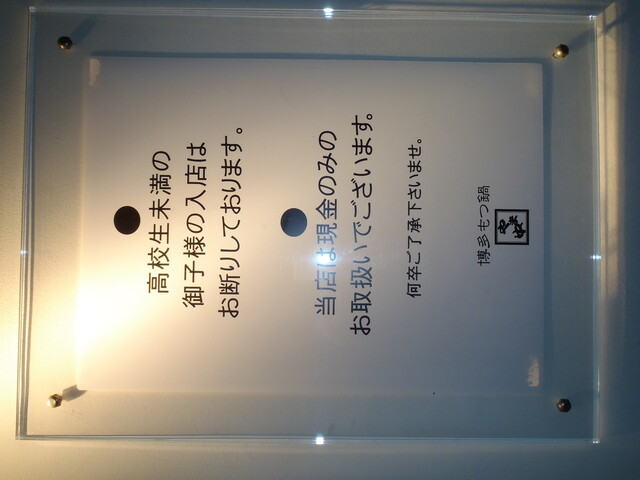 高校生未満の
御子様の入店は
お断りしております。
当店は現金のみの
お取扱いでございます。
何卒ご了承下さいませ。
博多もつ鍋